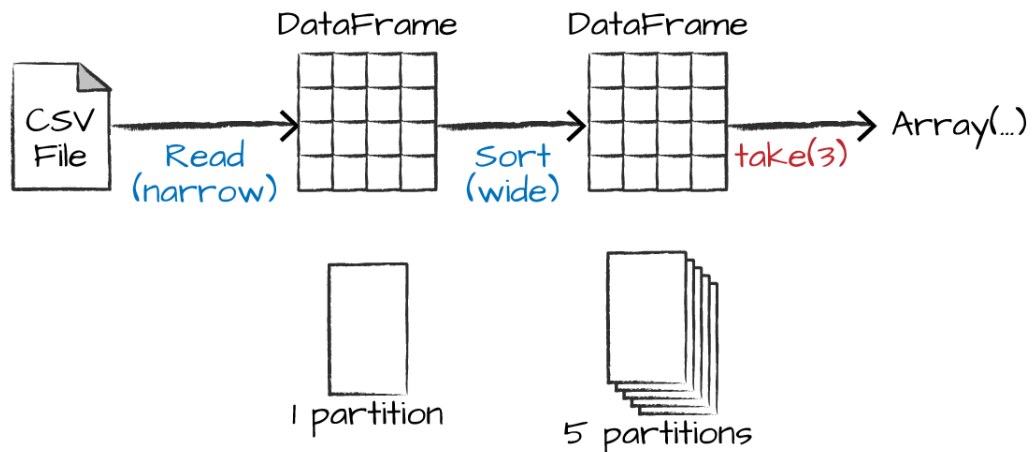 DataFrame
DataFrame
CSV
File
Read
(narrow)
Sort
(wide)
take(3)
Array(...)
1 partition
5 partitions